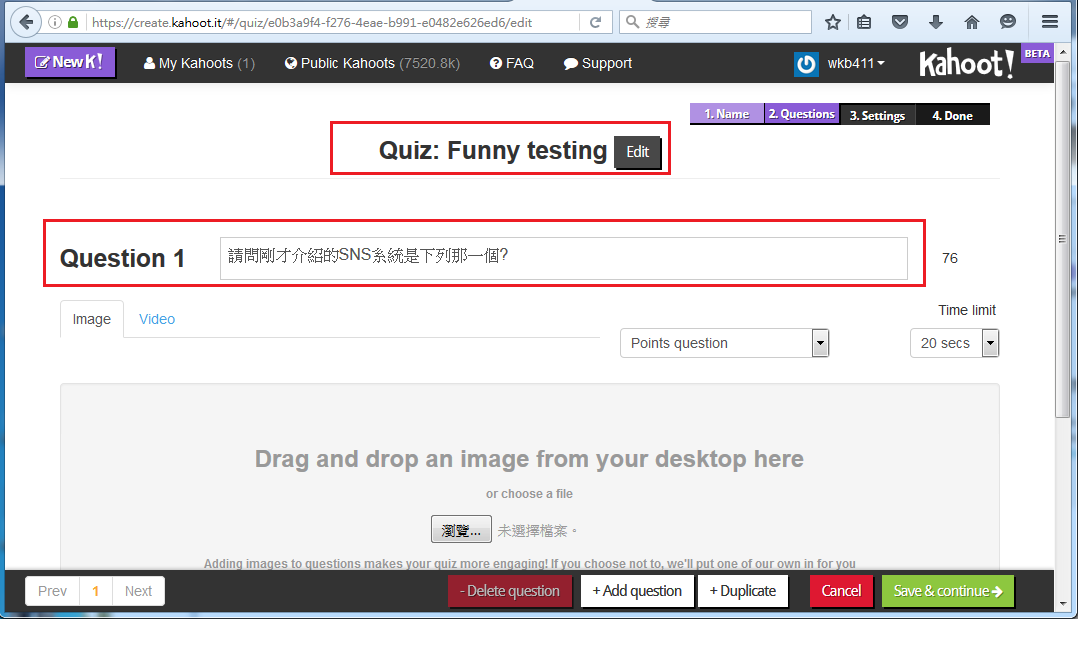 https://create.kahoot.it/#/quiz/e0b3a9f4-f276-4eae-b991-e0482e626ed6/edit 搜尋
New K! My Kahoots (1) Public Kahoots (7520.8k) FAQ Support wkb411 Kahoot! BETA
1. Name 2. Questions 3. Settings 4. Done
Quiz: Funny testing Edit
Question 1 請問剛才介紹的SNS系統是下列那一個? 76
Image Video Time limit
Points question 20 secs
Drag and drop an image from your desktop here
or choose a file
瀏覽... 未選擇檔案。
Adding images to questions makes your quiz more engaging! If you choose not to, we'll put one of our own in for you
Prev 1 Next - Delete question + Add question + Duplicate Cancel Save & continue